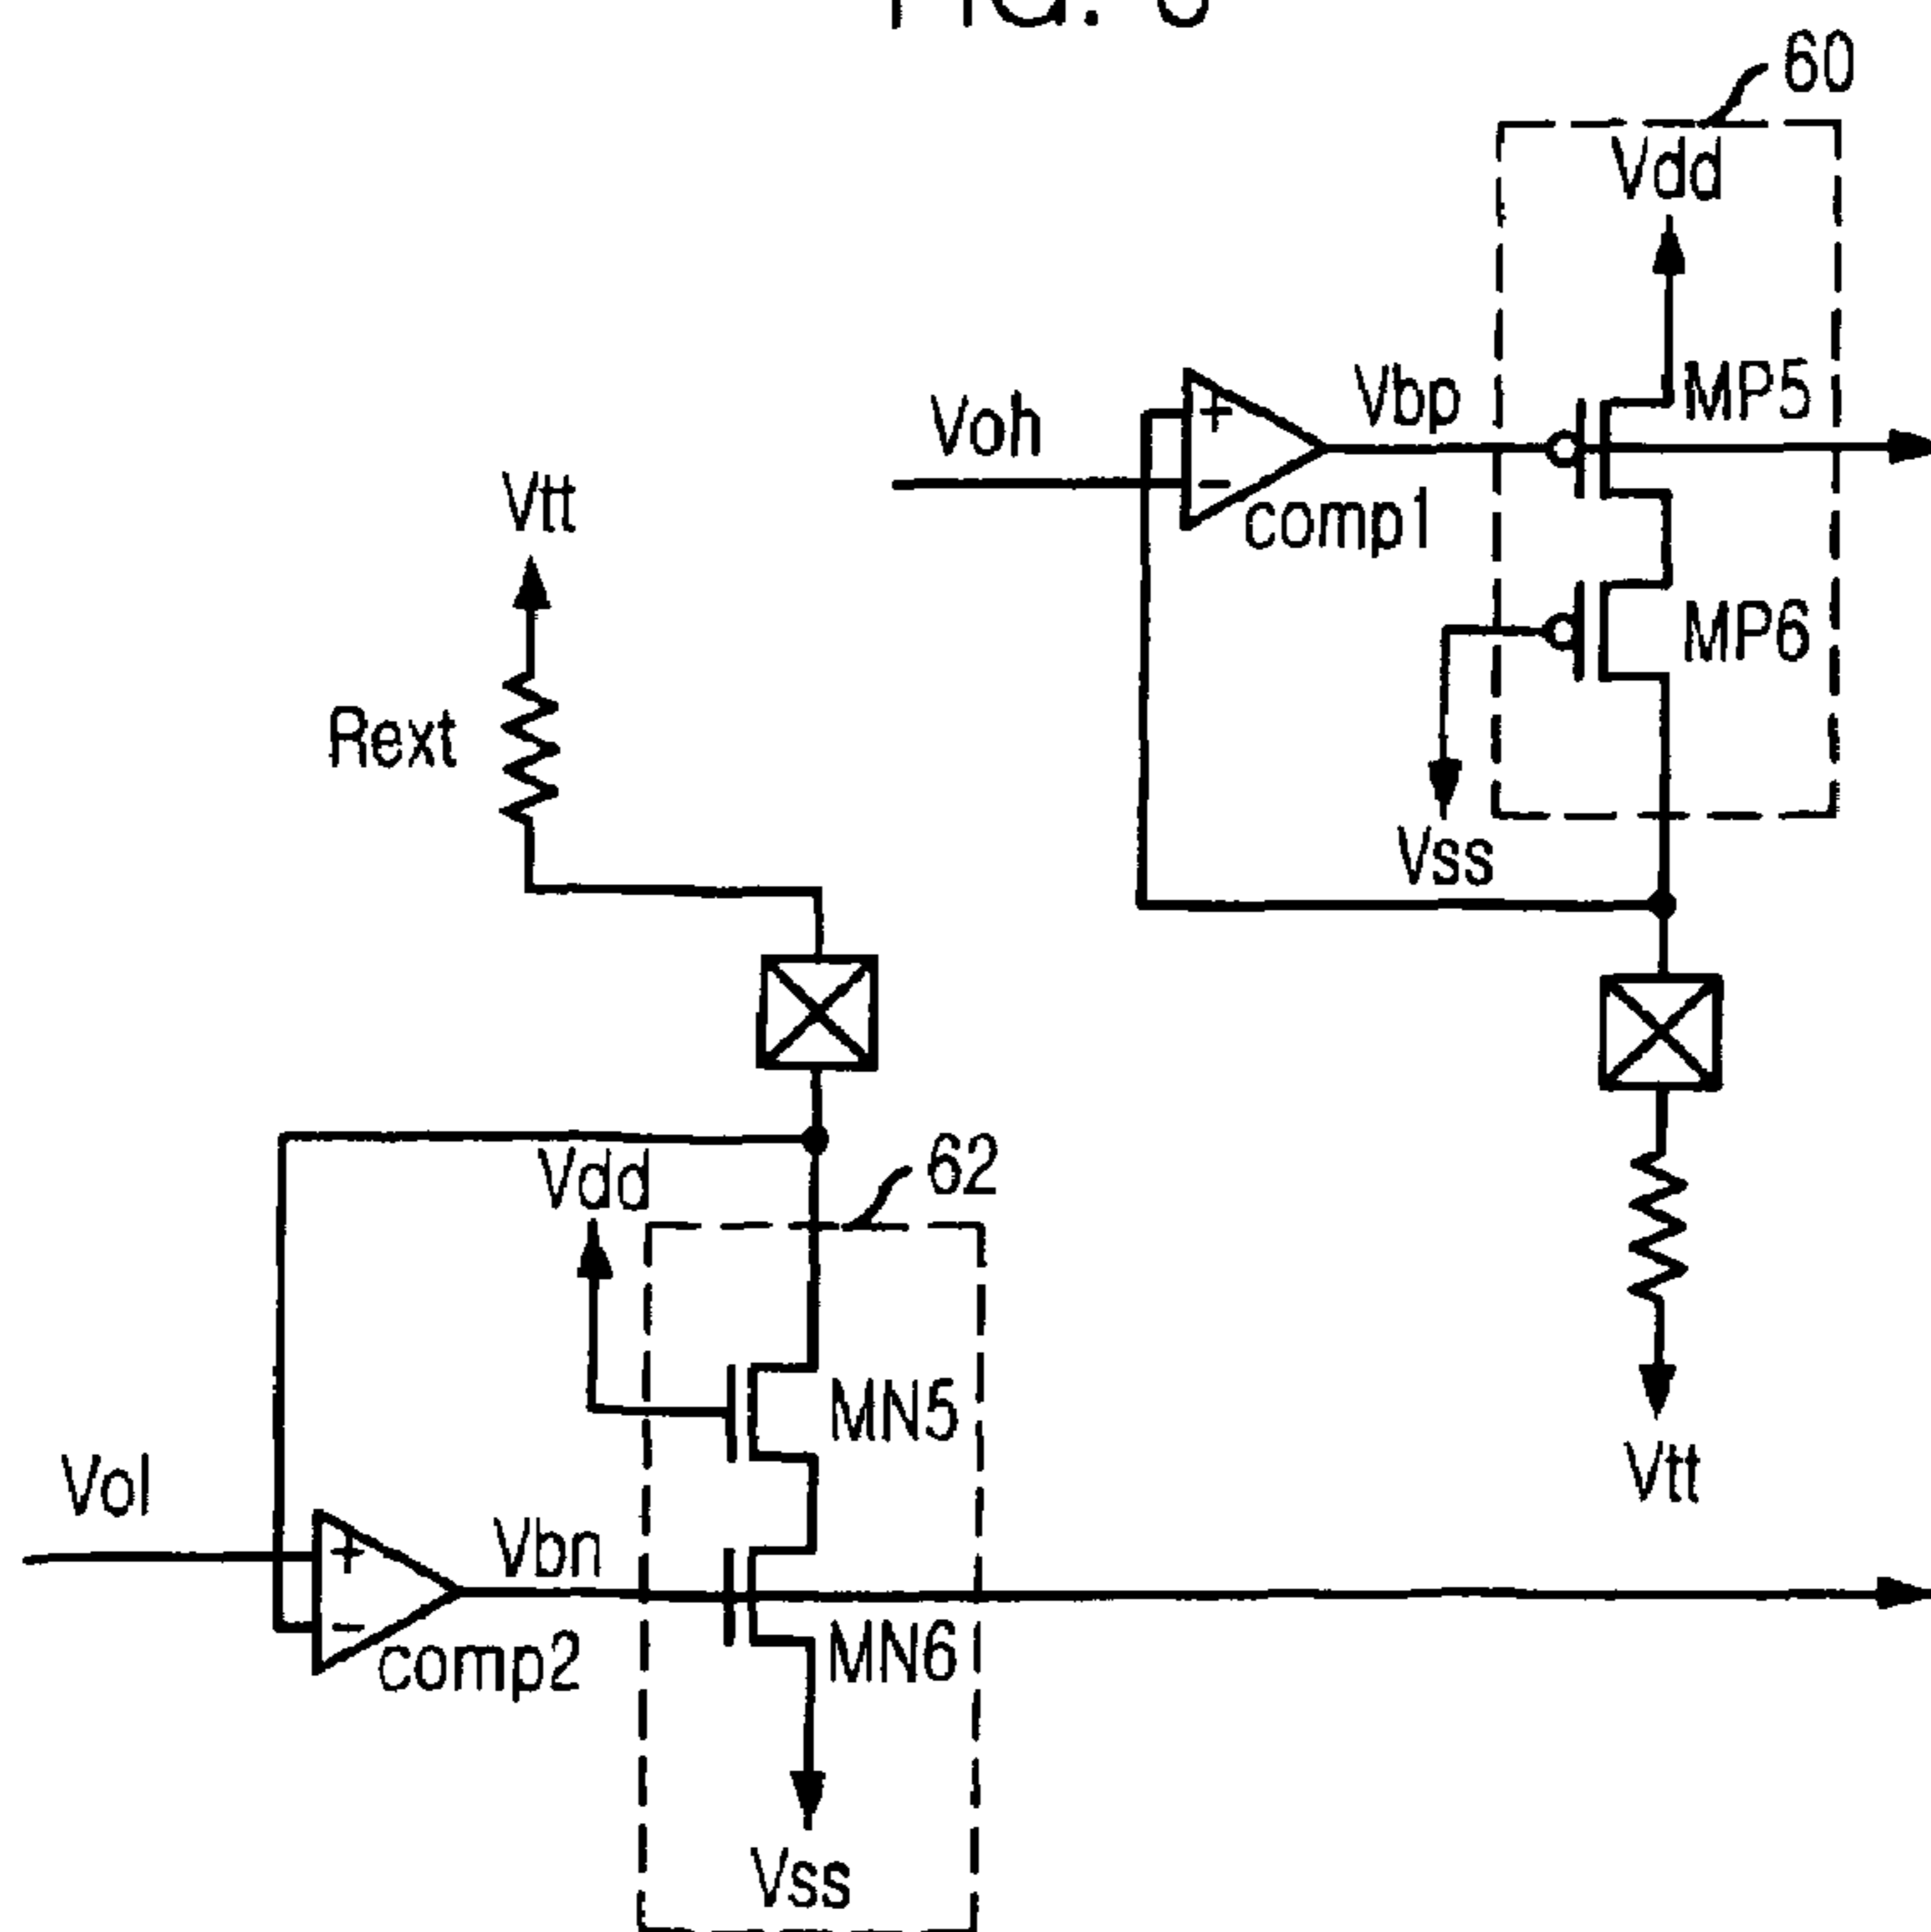 60
Vdd
MP5
Vbp
Voh
+
-
comp1
Vtt
MP6
Rext
Vss
62
Vdd
MN5
Vtt
Vol
Vbn
+
-
comp2
MN6
Vss